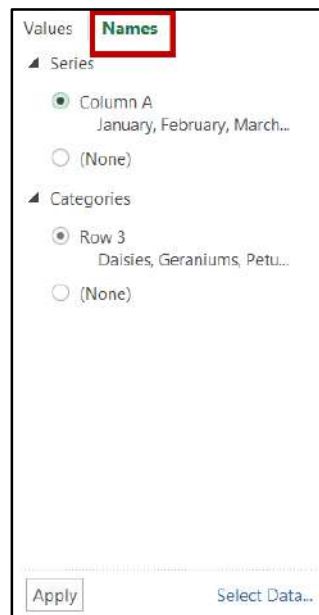 Values Names
Series
Column A
January, February, March...
(None)
Categories
Row 3
Daisies, Geraniums, Petu...
(None)
Apply Select Data...